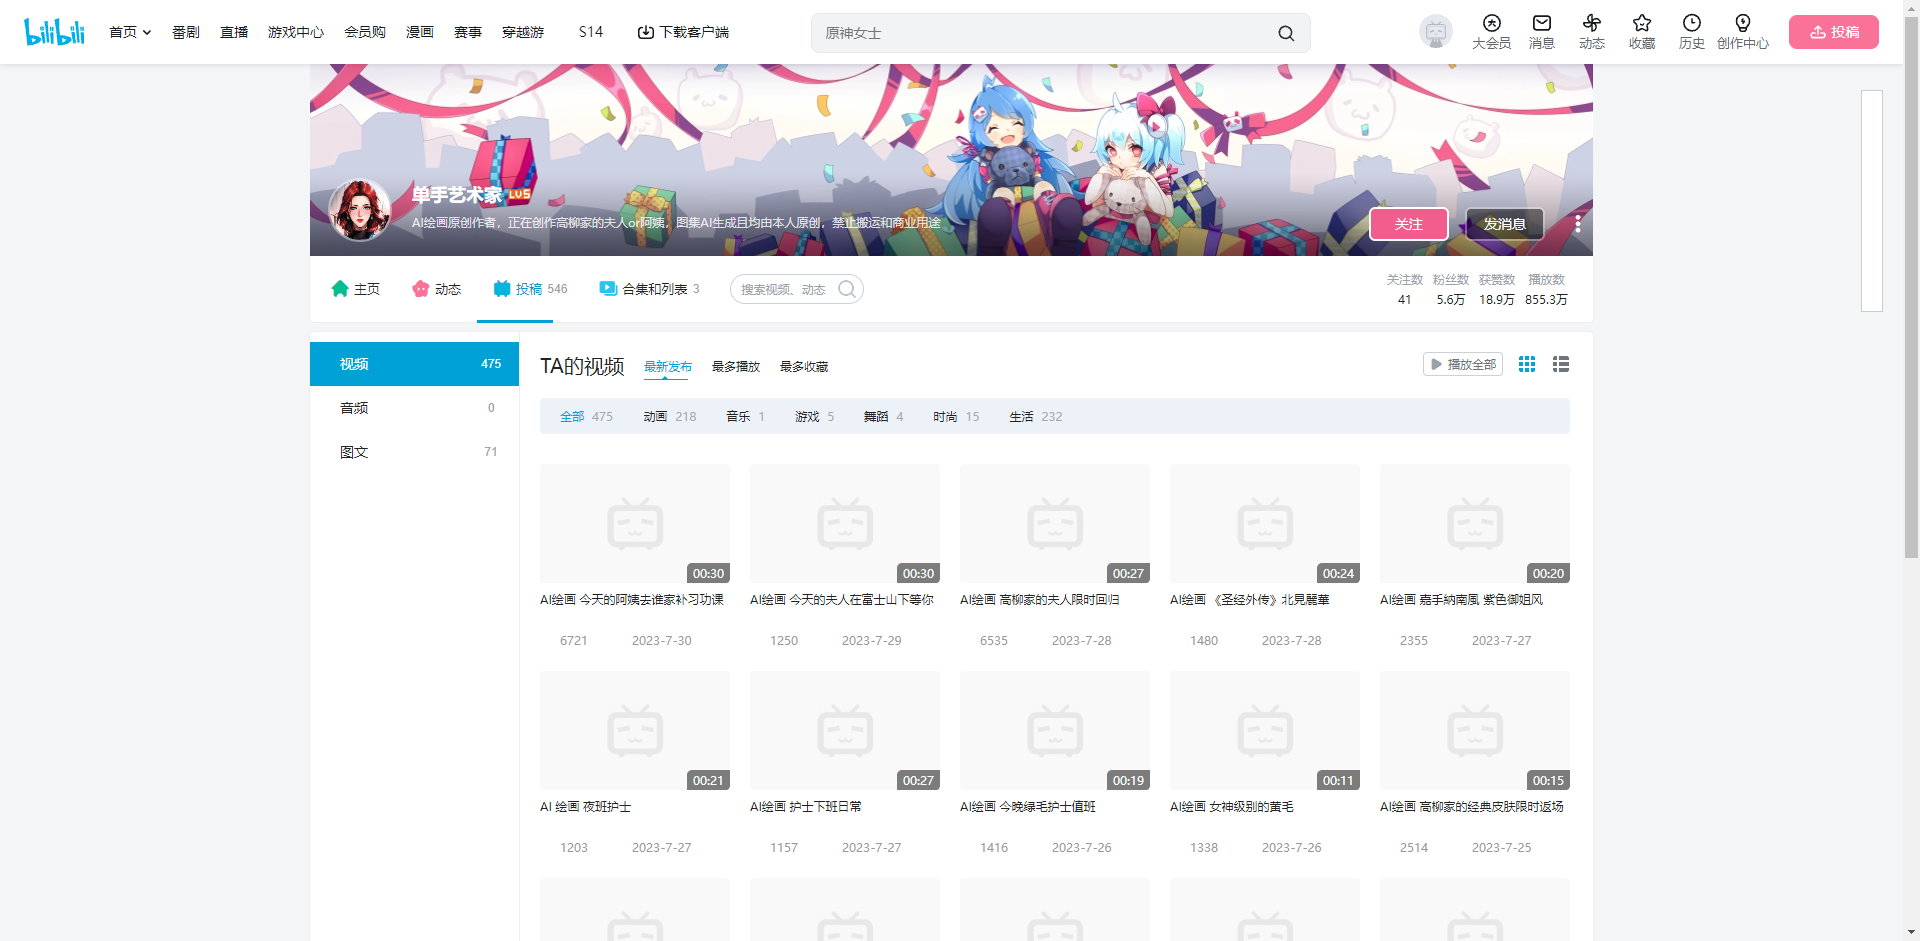 bilibili 首页 番剧 直播 游戏中心 会员购 漫画 赛事 穿越游 S14 下载客户端 原神女士 大会员 消息 动态 收藏 历史 创作中心 投稿
单手艺术家 LV5
AI绘画原创作者，正在创作高柳家的夫人or阿姨，图集AI生成且均由本人原创，禁止搬运和商业用途
关注 发消息
主页 动态 投稿 546 合集和列表 3 搜索视频、动态
关注数 粉丝数 获赞数 播放数
41 5.6万 18.9万 855.3万
视频 475
音频 0
图文 71
TA的视频 最新发布 最多播放 最多收藏 播放全部
全部 475 动画 218 音乐 1 游戏 5 舞蹈 4 时尚 15 生活 232
00:30 00:30 00:27 00:24 00:20
AI绘画 今天的阿姨去谁家补习功课 AI绘画 今天的夫人在富士山下等你 AI绘画 高柳家的夫人限时回归 AI绘画 《圣经外传》北見麗華 AI绘画 嘉手納南風 紫色御姐风
6721 2023-7-30 1250 2023-7-29 6535 2023-7-28 1480 2023-7-28 2355 2023-7-27
00:21 00:27 00:19 00:11 00:15
AI 绘画 夜班护士 AI绘画 护士下班日常 AI绘画 今晚绿毛护士值班 AI绘画 女神级别的黄毛 AI绘画 高柳家的经典皮肤限时返场
1203 2023-7-27 1157 2023-7-27 1416 2023-7-26 1338 2023-7-26 2514 2023-7-25